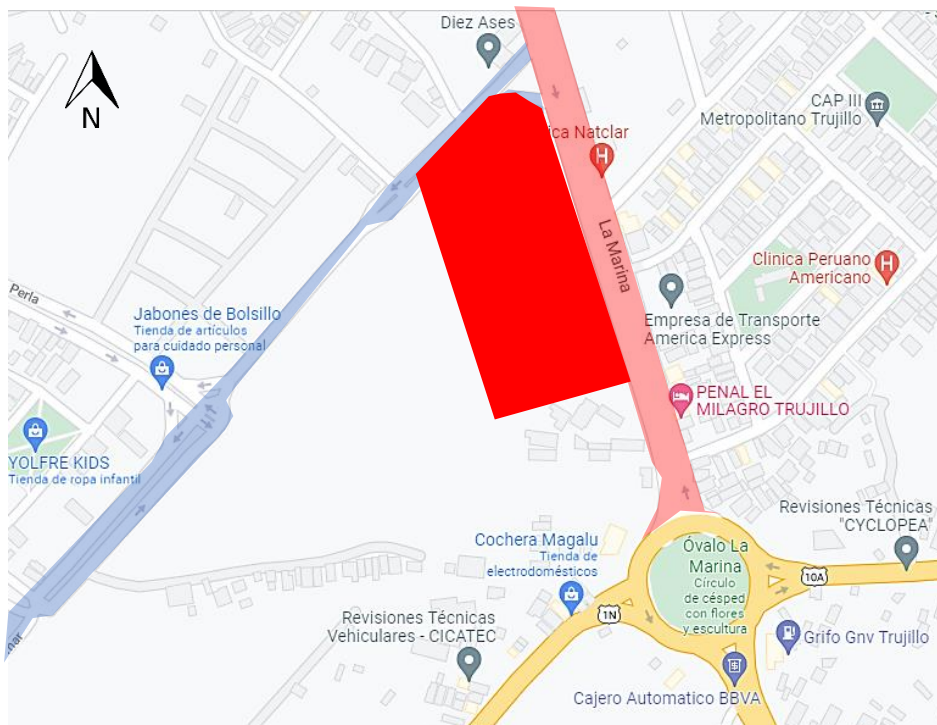 Diez Ases
N
CAP III
Metropolitano Trujillo
ica Natclar
La Marina
Clinica Peruano
Americano
Perla
Jabones de Bolsillo
Tienda de artículos
para cuidado personal
Empresa de Transporte
America Express
PENAL EL
MILAGRO TRUJILLO
YOLFRE KIDS
Tienda de ropa infantil
Revisiones Técnicas
"CYCLOPEA"
Cochera Magalu
Tienda de
electrodomésticos
Óvalo La
Marina
Círculo
de césped
con flores
y escultura
10A
1N
Revisiones Técnicas
Vehiculares - CICATEC
Grifo Gnv Trujillo
Cajero Automatico BBVA